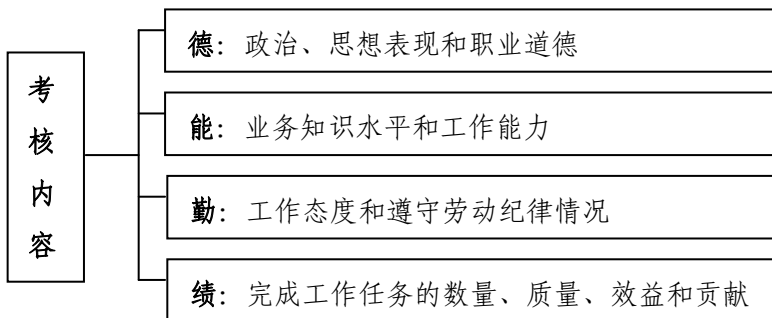 考核内容
德：政治、思想表现和职业道德
能：业务知识水平和工作能力
勤：工作态度和遵守劳动纪律情况
绩：完成工作任务的数量、质量、效益和贡献